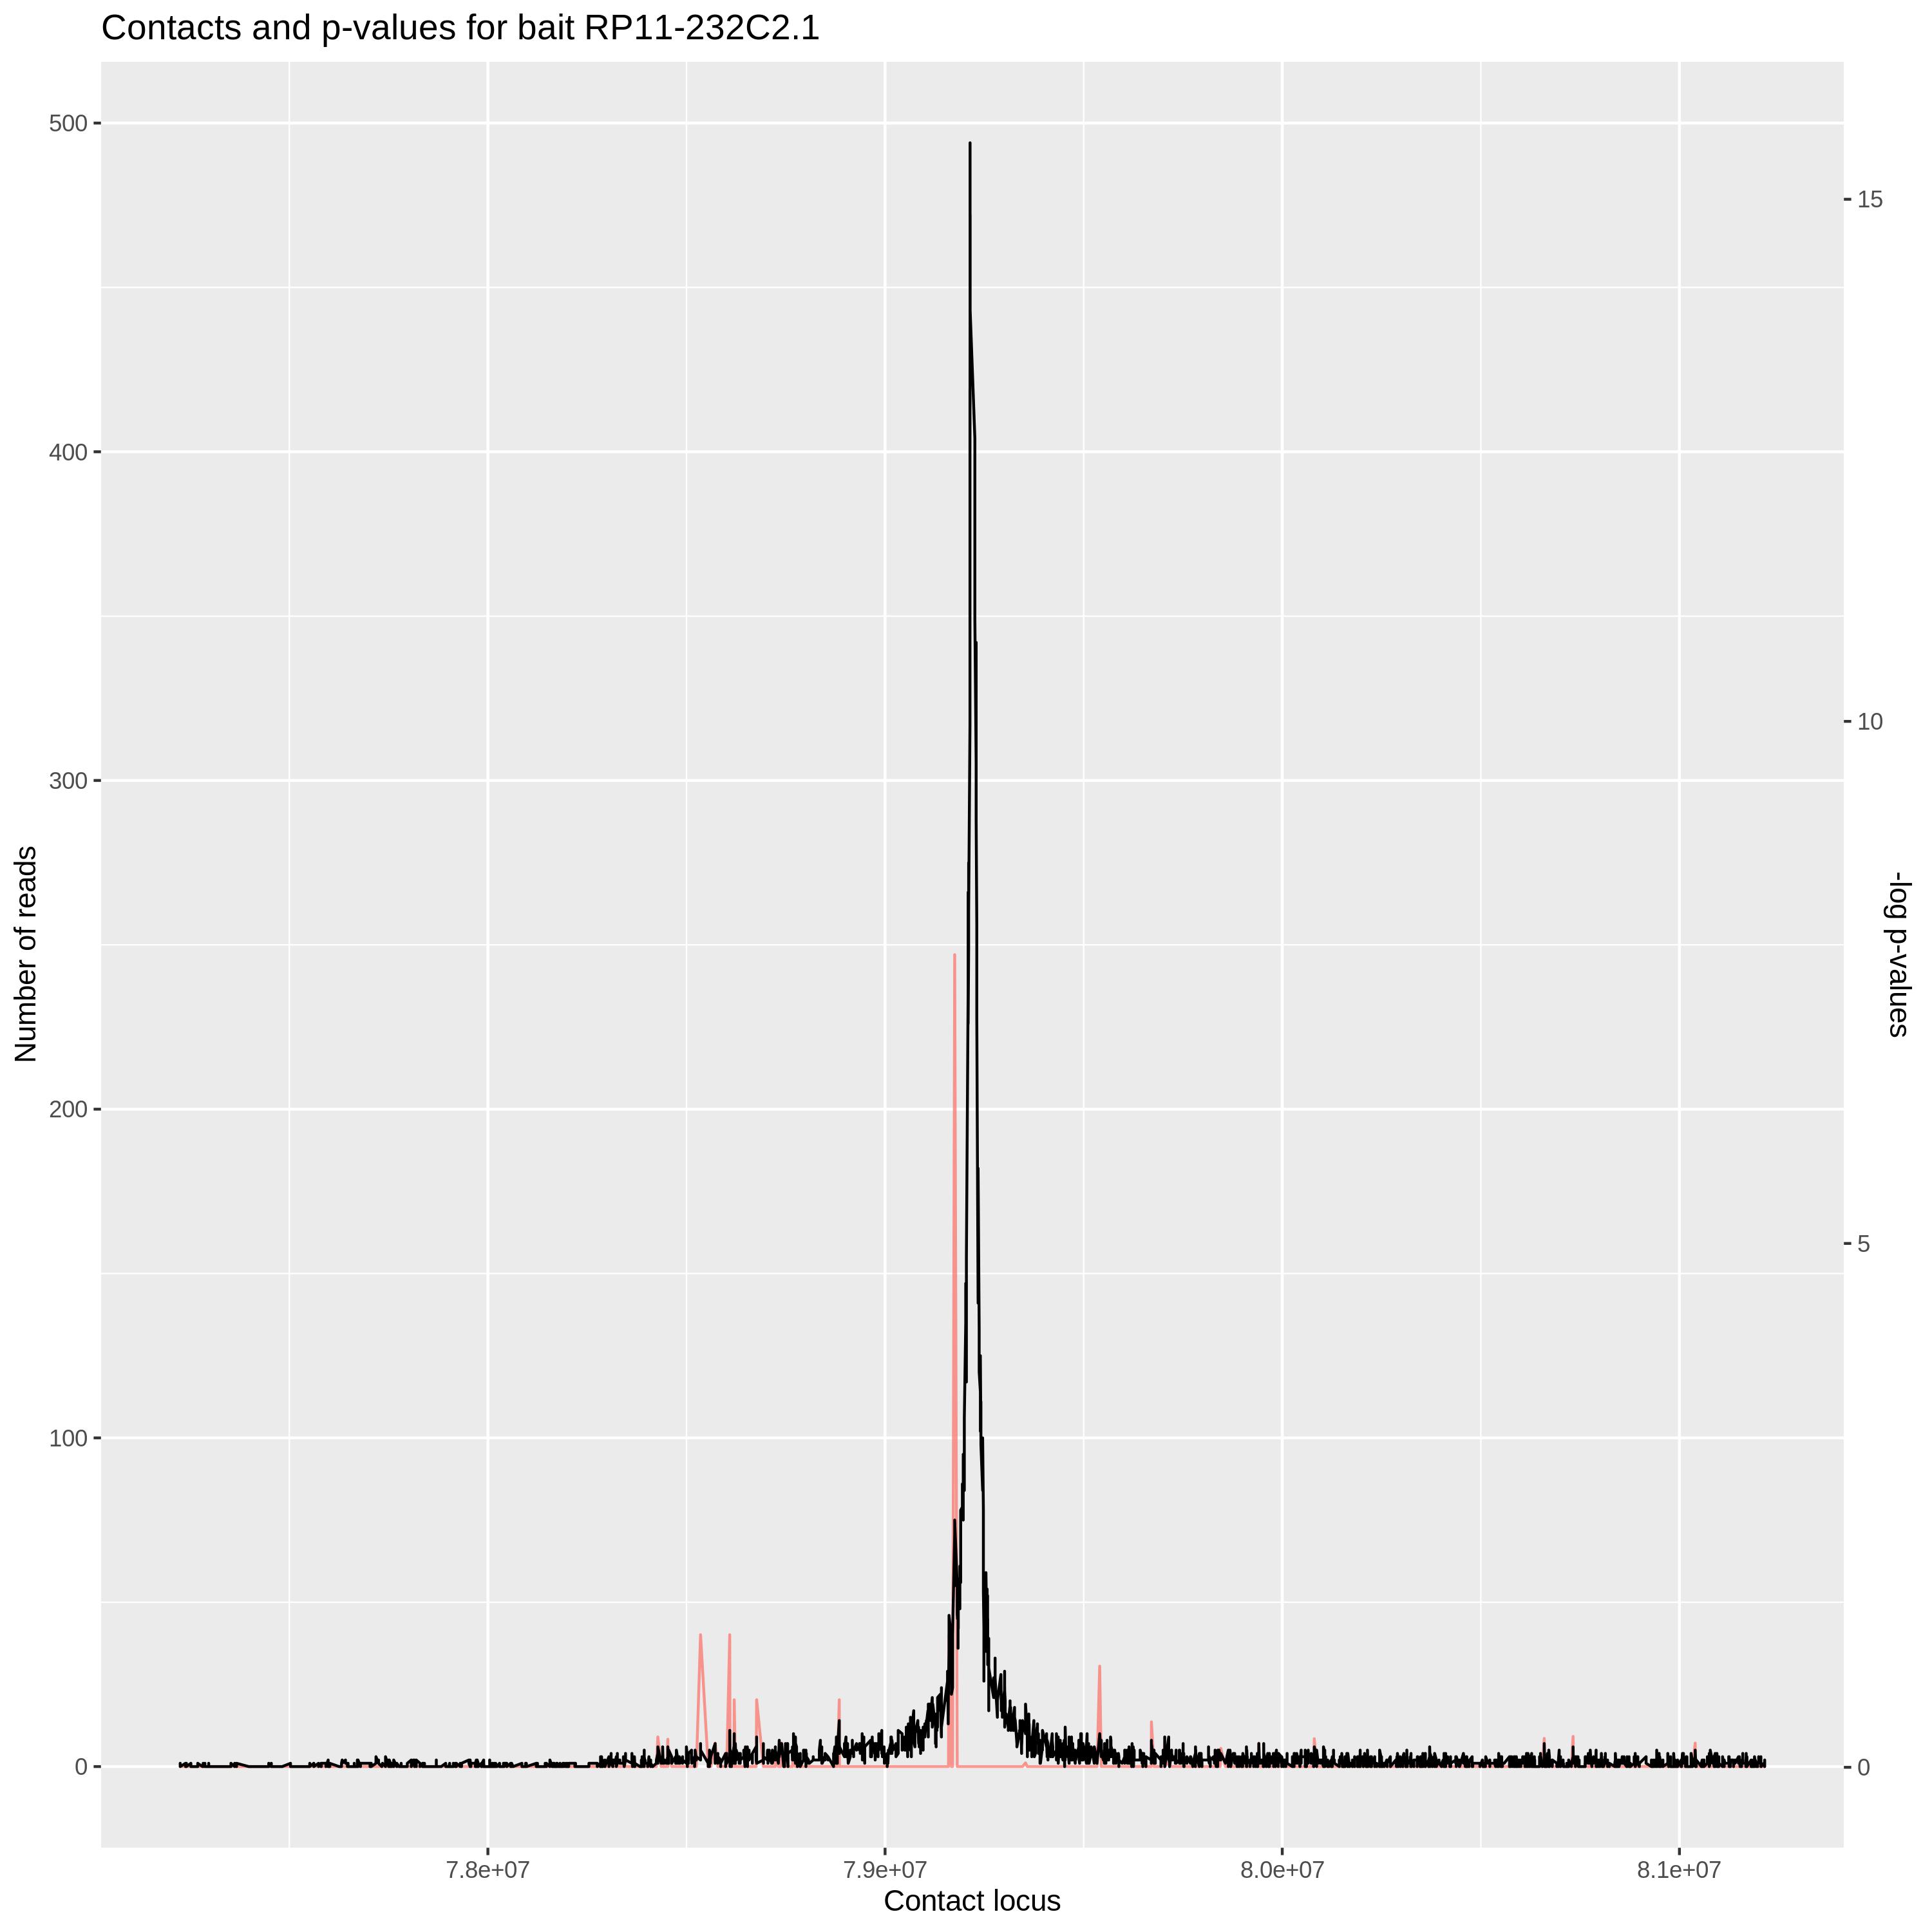 Contacts and p-values for bait RP11-232C2.1
500
400
300
200
100
0
15
10
5
0
Number of reads
-log p-values
7.8e+07
7.9e+07
8.0e+07
8.1e+07
Contact locus